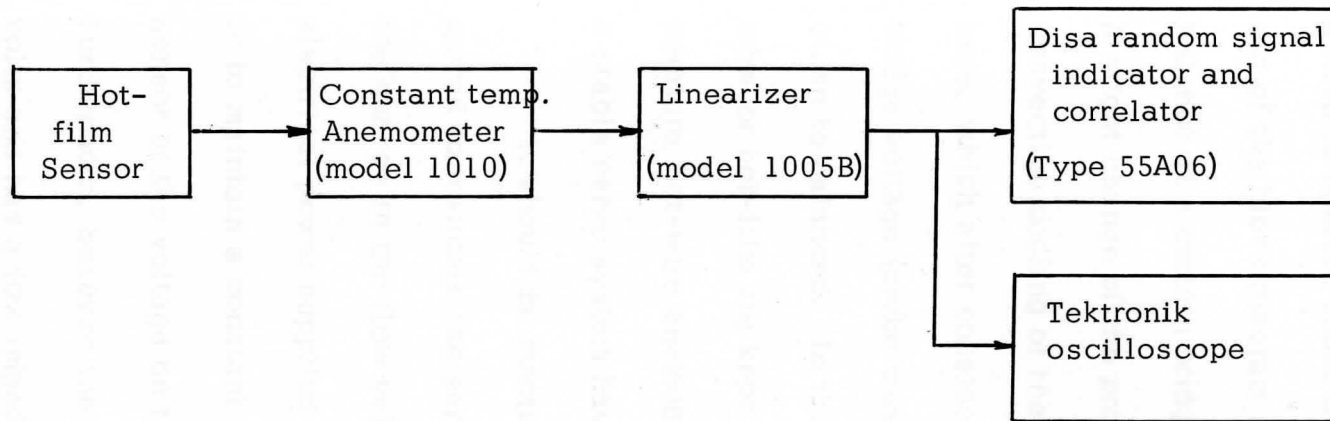 Hot-
film
Sensor
Constant temp.
Anemometer
(model 1010)
Linearizer
(model 1005B)
Disa random signal
indicator and
correlator
(Type 55A06)
Tektronik
oscilloscope